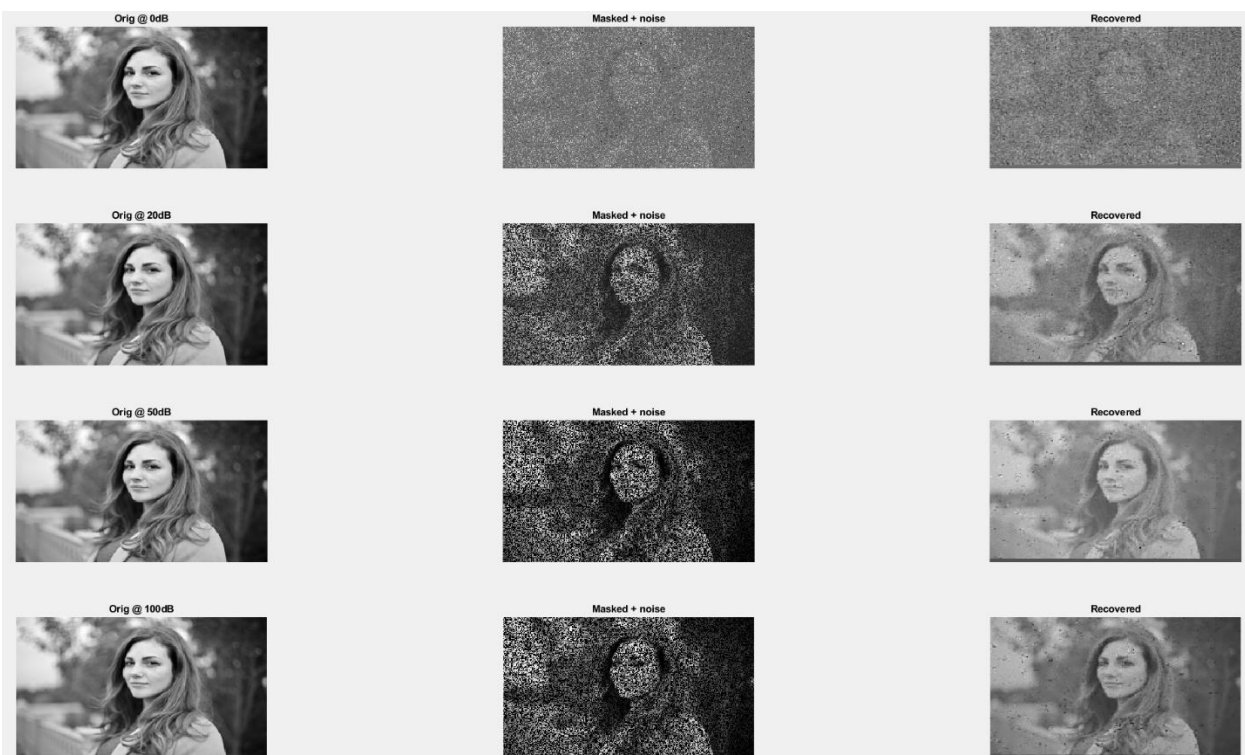 Orig @ 0dB
Masked + noise
Recovered
Orig @ 20dB
Masked + noise
Recovered
Orig @ 50dB
Masked + noise
Recovered
Orig @ 100dB
Masked + noise
Recovered